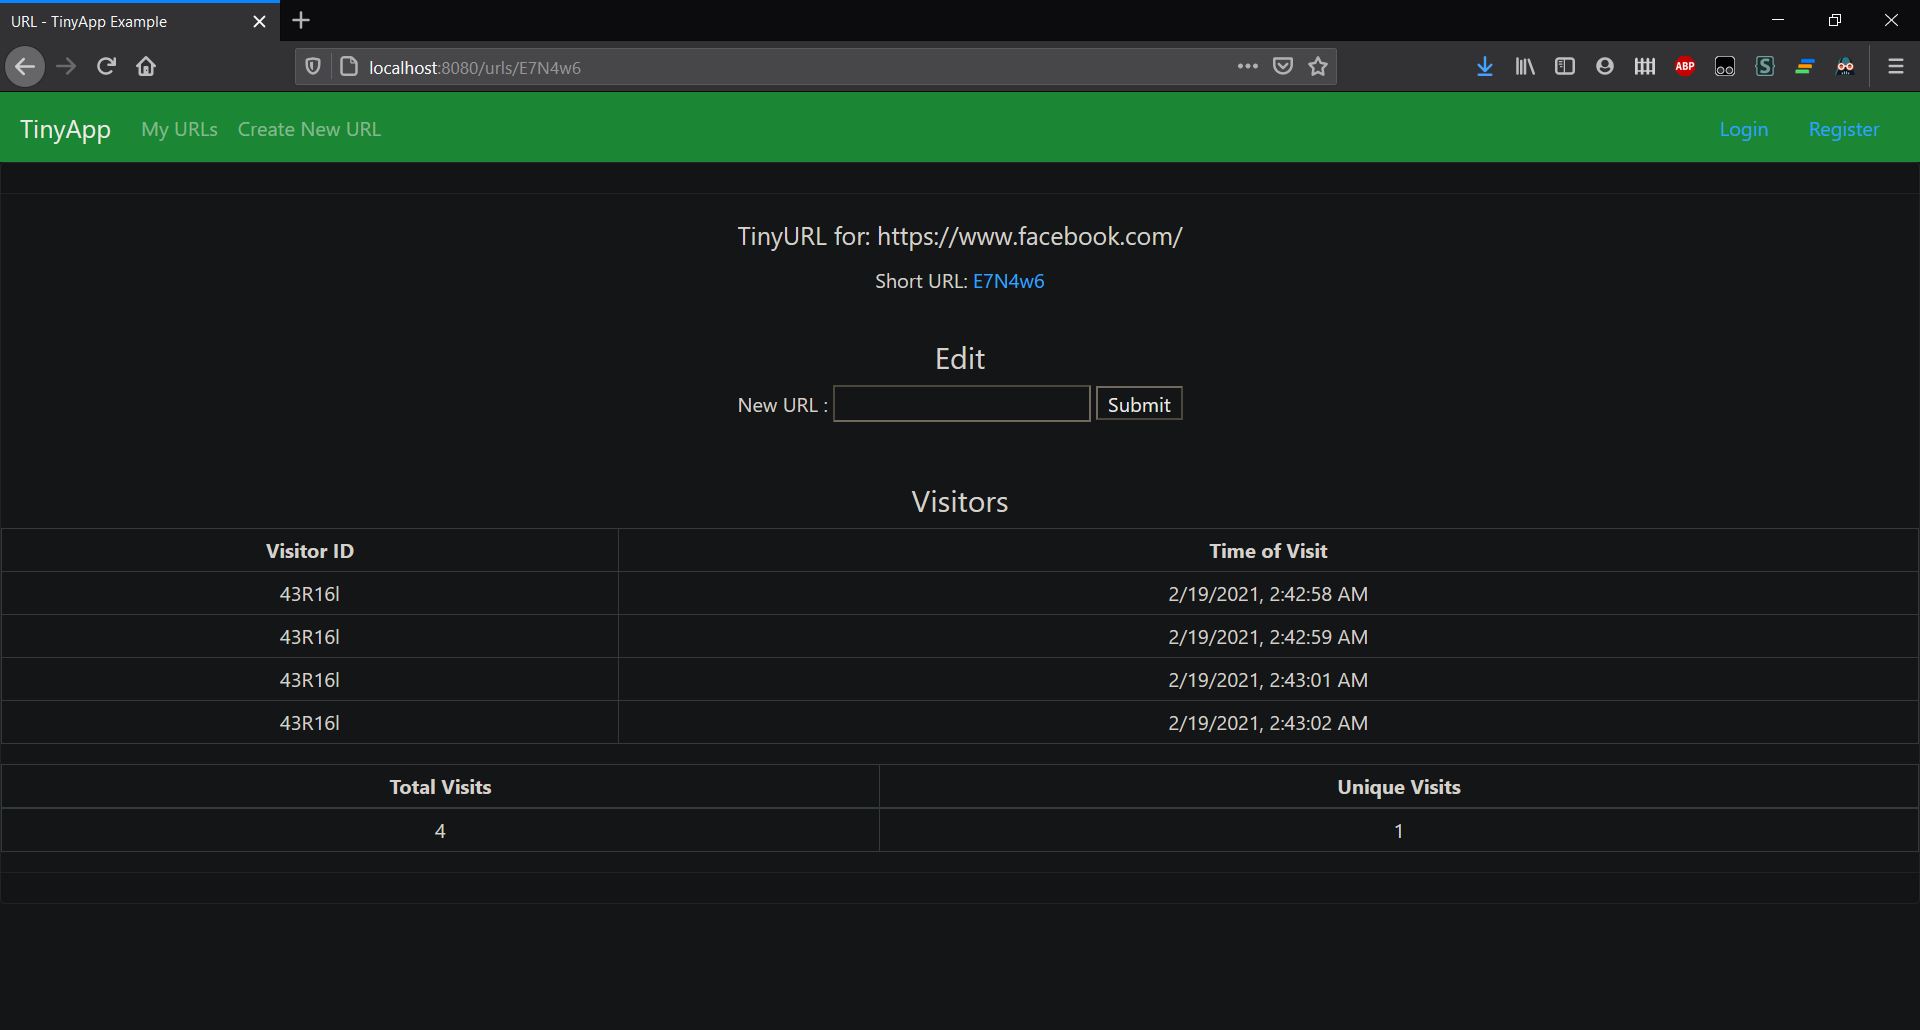 URL - TinyApp Example
localhost:8080/urls/E7N4w6
ABP
S
TinyApp My URLs Create New URL Login Register
TinyURL for: https://www.facebook.com/
Short URL: E7N4w6
Edit
New URL : Submit
Visitors
Visitor ID Time of Visit
43R16l 2/19/2021, 2:42:58 AM
43R16l 2/19/2021, 2:42:59 AM
43R16l 2/19/2021, 2:43:01 AM
43R16l 2/19/2021, 2:43:02 AM
Total Visits Unique Visits
4 1